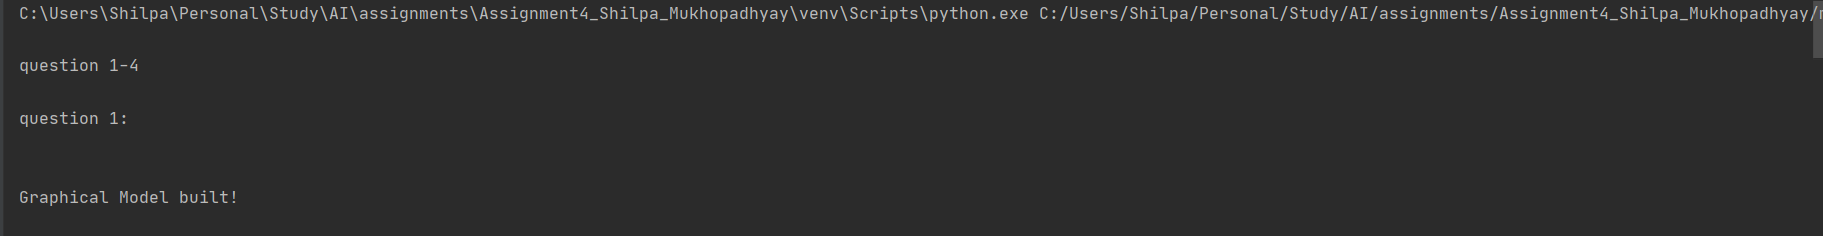 C:\Users\Shilpa\Personal\Study\AI\assignments\Assignment4_Shilpa_Mukhopadhyay\venv\Scripts\python.exe C:/Users/Shilpa/Personal/Study/AI/assignments/Assignment4_Shilpa_Mukhopadhyay/
question 1-4
question 1:
Graphical Model built!